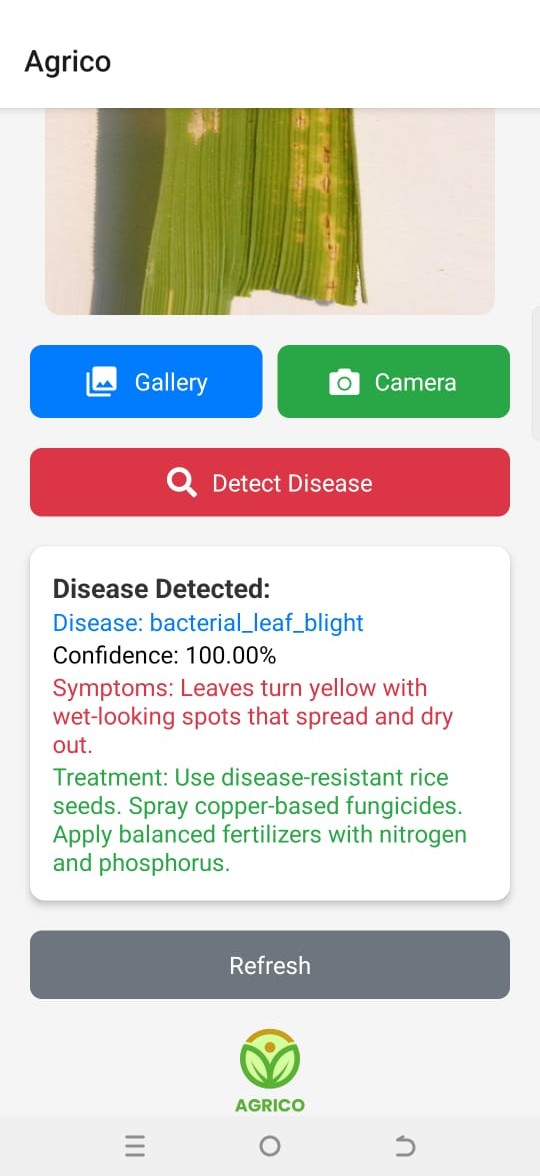 Agrico
Gallery
Camera
Detect Disease
Disease Detected:
Disease: bacterial_leaf_blight
Confidence: 100.00%
Symptoms: Leaves turn yellow with
wet-looking spots that spread and dry
out.
Treatment: Use disease-resistant rice
seeds. Spray copper-based fungicides.
Apply balanced fertilizers with nitrogen
and phosphorus.
Refresh
AGRICO